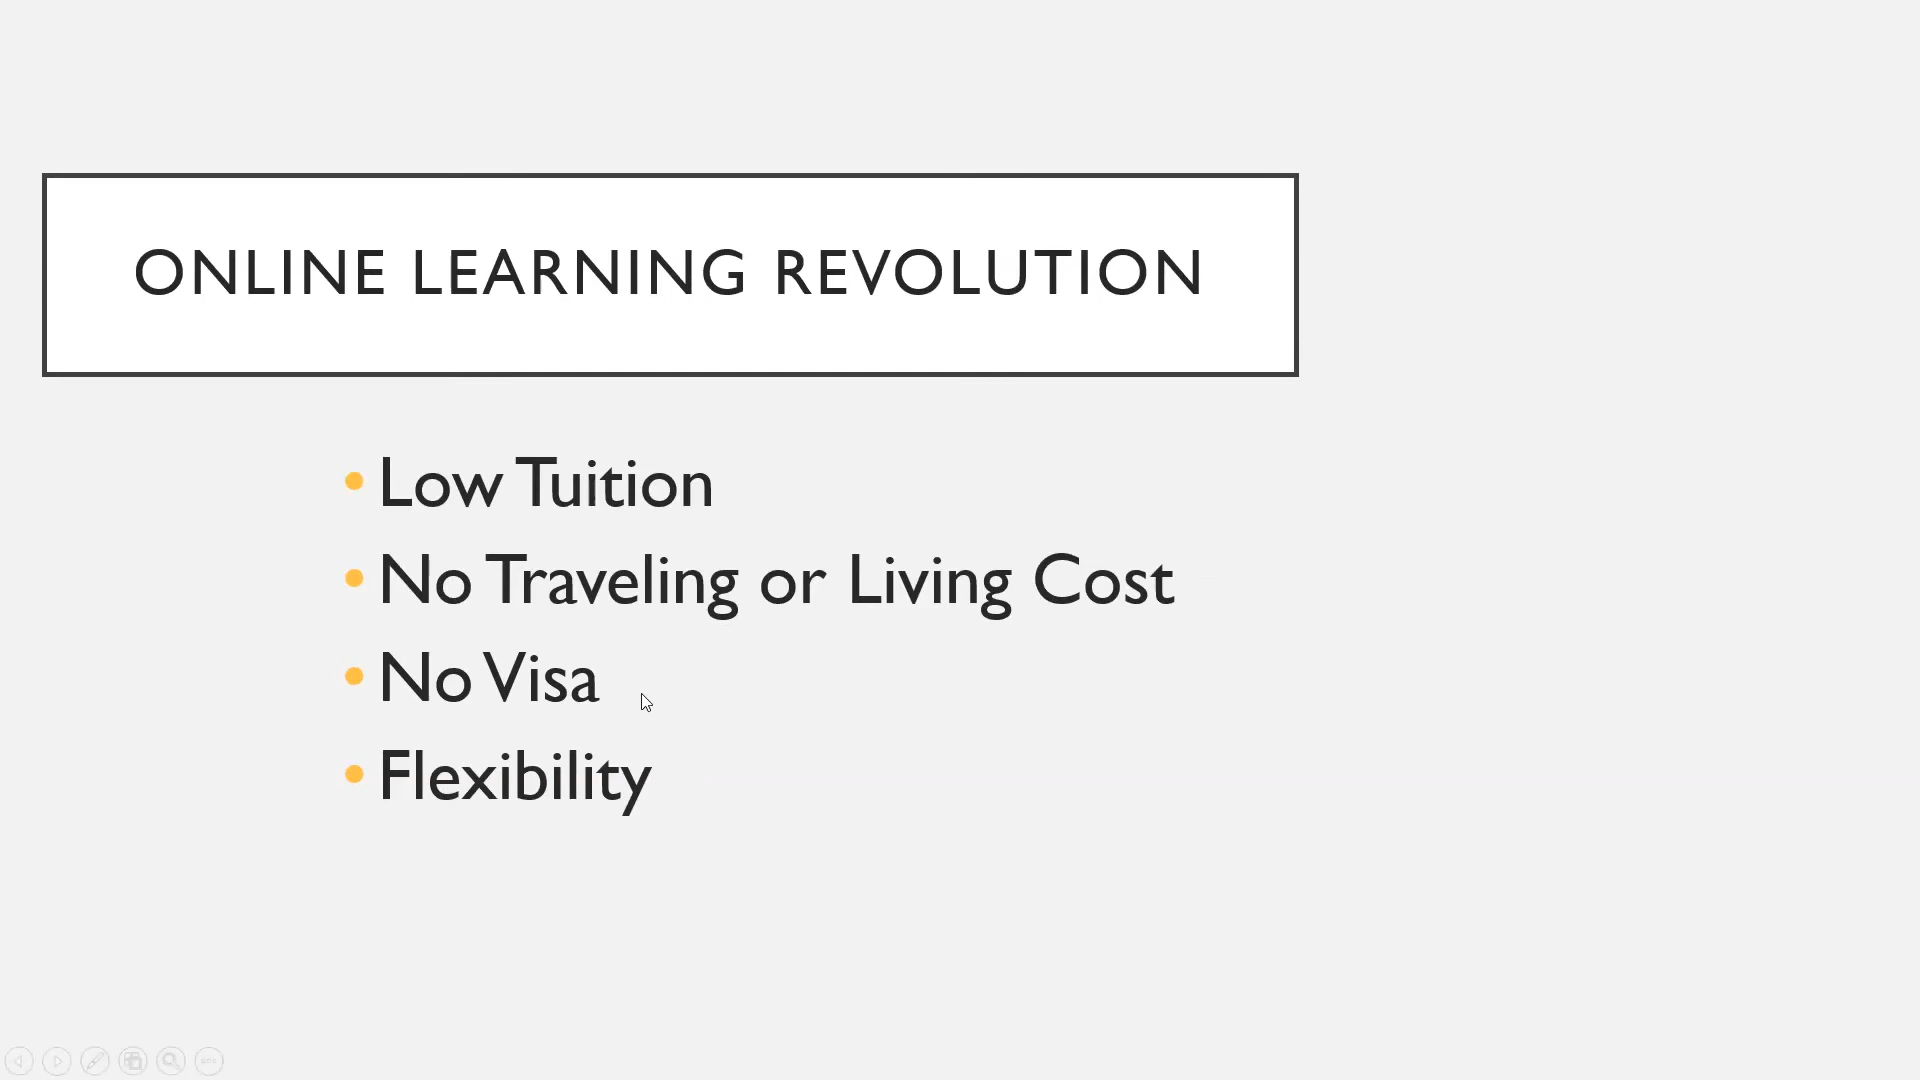 ONLINE LEARNING REVOLUTION
• Low Tuition
• No Traveling or Living Cost
• No Visa
• Flexibility